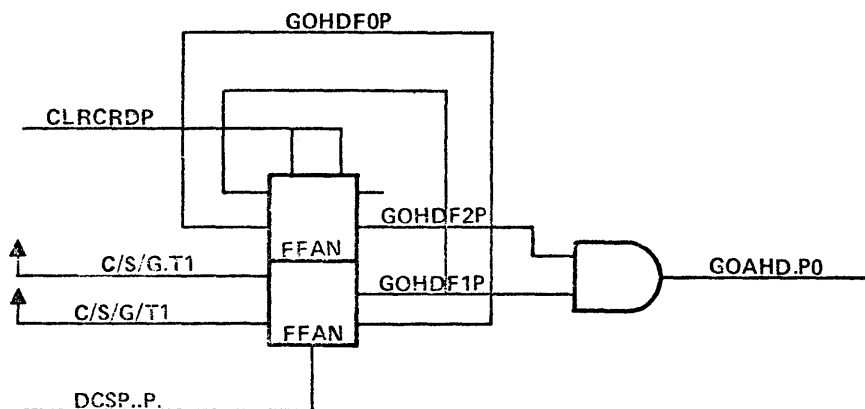 GOHDF0P
CLRCRDP
GOHDF2P
FFAN
C/S/G.T1
GOHDF1P
GOAHD.P0
C/S/G/T1
FFAN
DCSP..P.